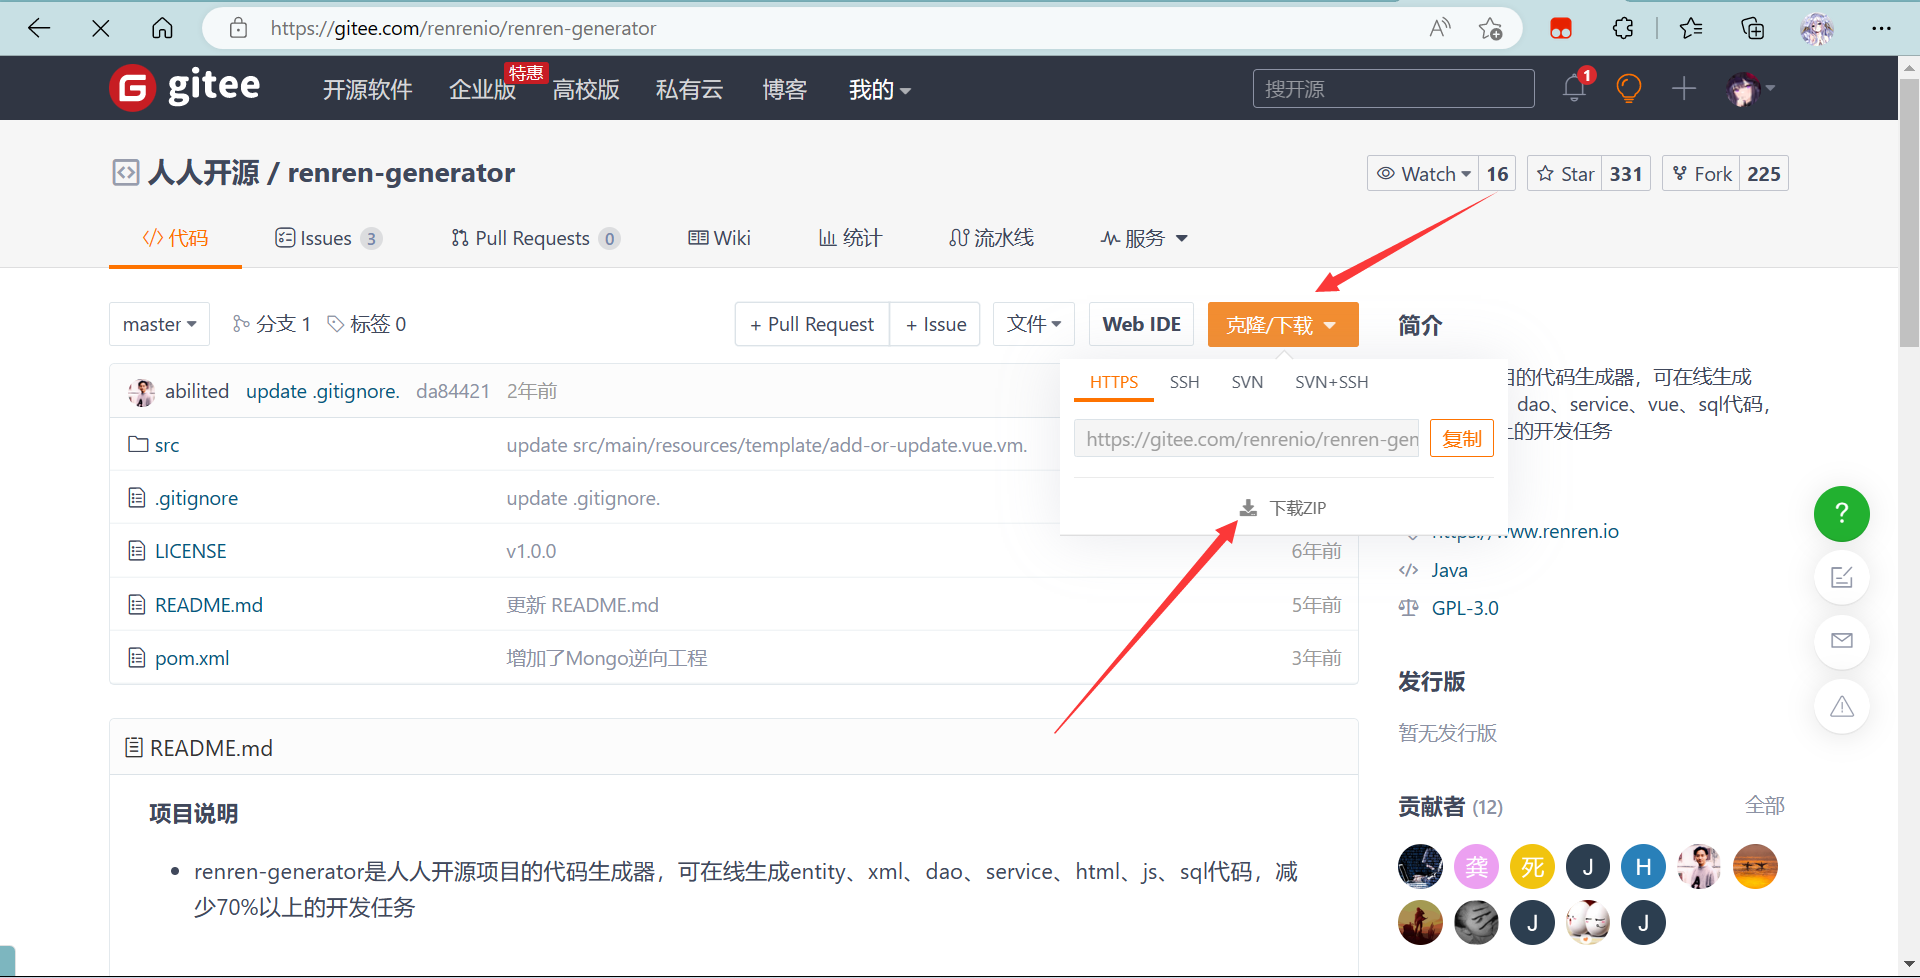 https://gitee.com/renrenio/renren-generator
gitee 开源软件 企业版 特惠 高校版 私有云 博客 我的 搜开源 1
人人开源 / renren-generator Watch 16 Star 331 Fork 225
代码 Issues 3 Pull Requests 0 Wiki 统计 流水线 服务
master 分支 1 标签 0 + Pull Request + Issue 文件 Web IDE 克隆/下载 简介
HTTPS SSH SVN SVN+SSH
目的代码生成器，可在线生成
dao、service、vue、sql代码，
上的开发任务
abilited update .gitignore. da84421 2年前
https://gitee.com/renrenio/renren-gen 复制
src update src/main/resources/template/add-or-update.vue.vm.
下载ZIP
.gitignore update .gitignore.
https://www.renren.io
LICENSE v1.0.0 6年前
Java
README.md 更新 README.md 5年前
GPL-3.0
pom.xml 增加了Mongo逆向工程 3年前
发行版
暂无发行版
README.md
项目说明
renren-generator是人人开源项目的代码生成器，可在线生成entity、xml、dao、service、html、js、sql代码，减
少70%以上的开发任务
贡献者 (12) 全部
龚 死 J H
J J
?